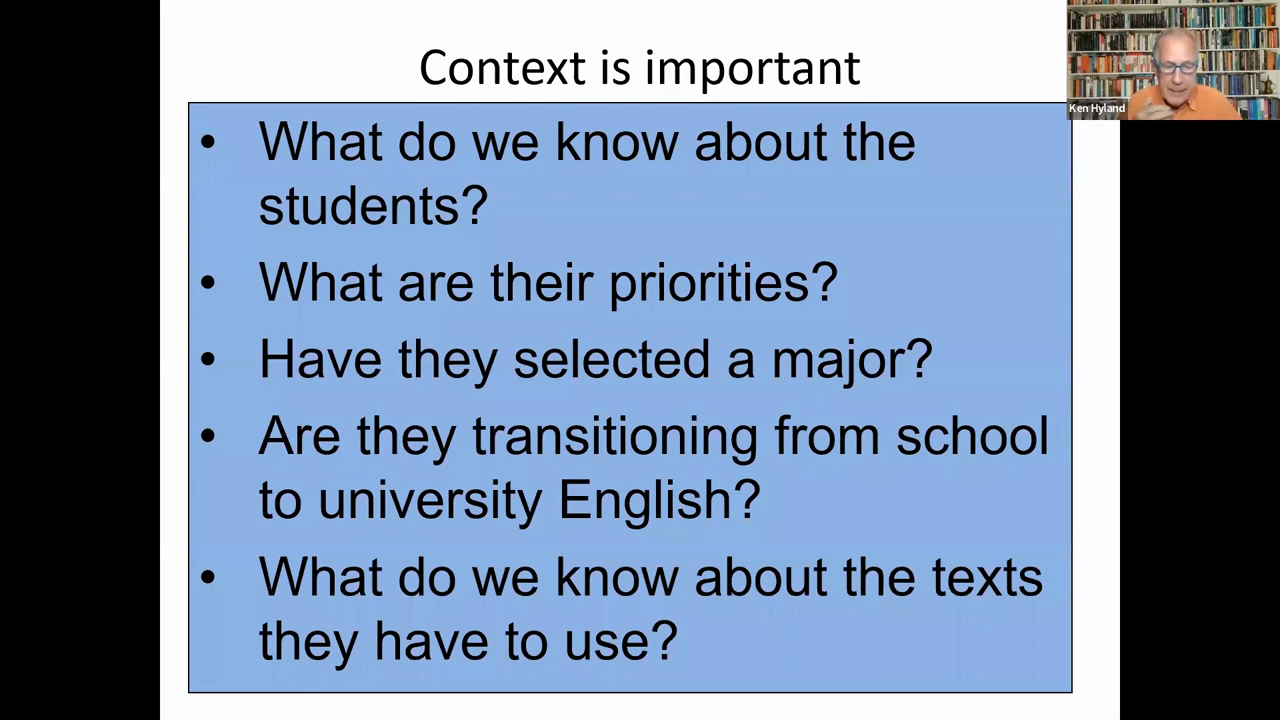 Context is important
Ken Hyland
• What do we know about the
students?
• What are their priorities?
• Have they selected a major?
• Are they transitioning from school
to university English?
• What do we know about the texts
they have to use?